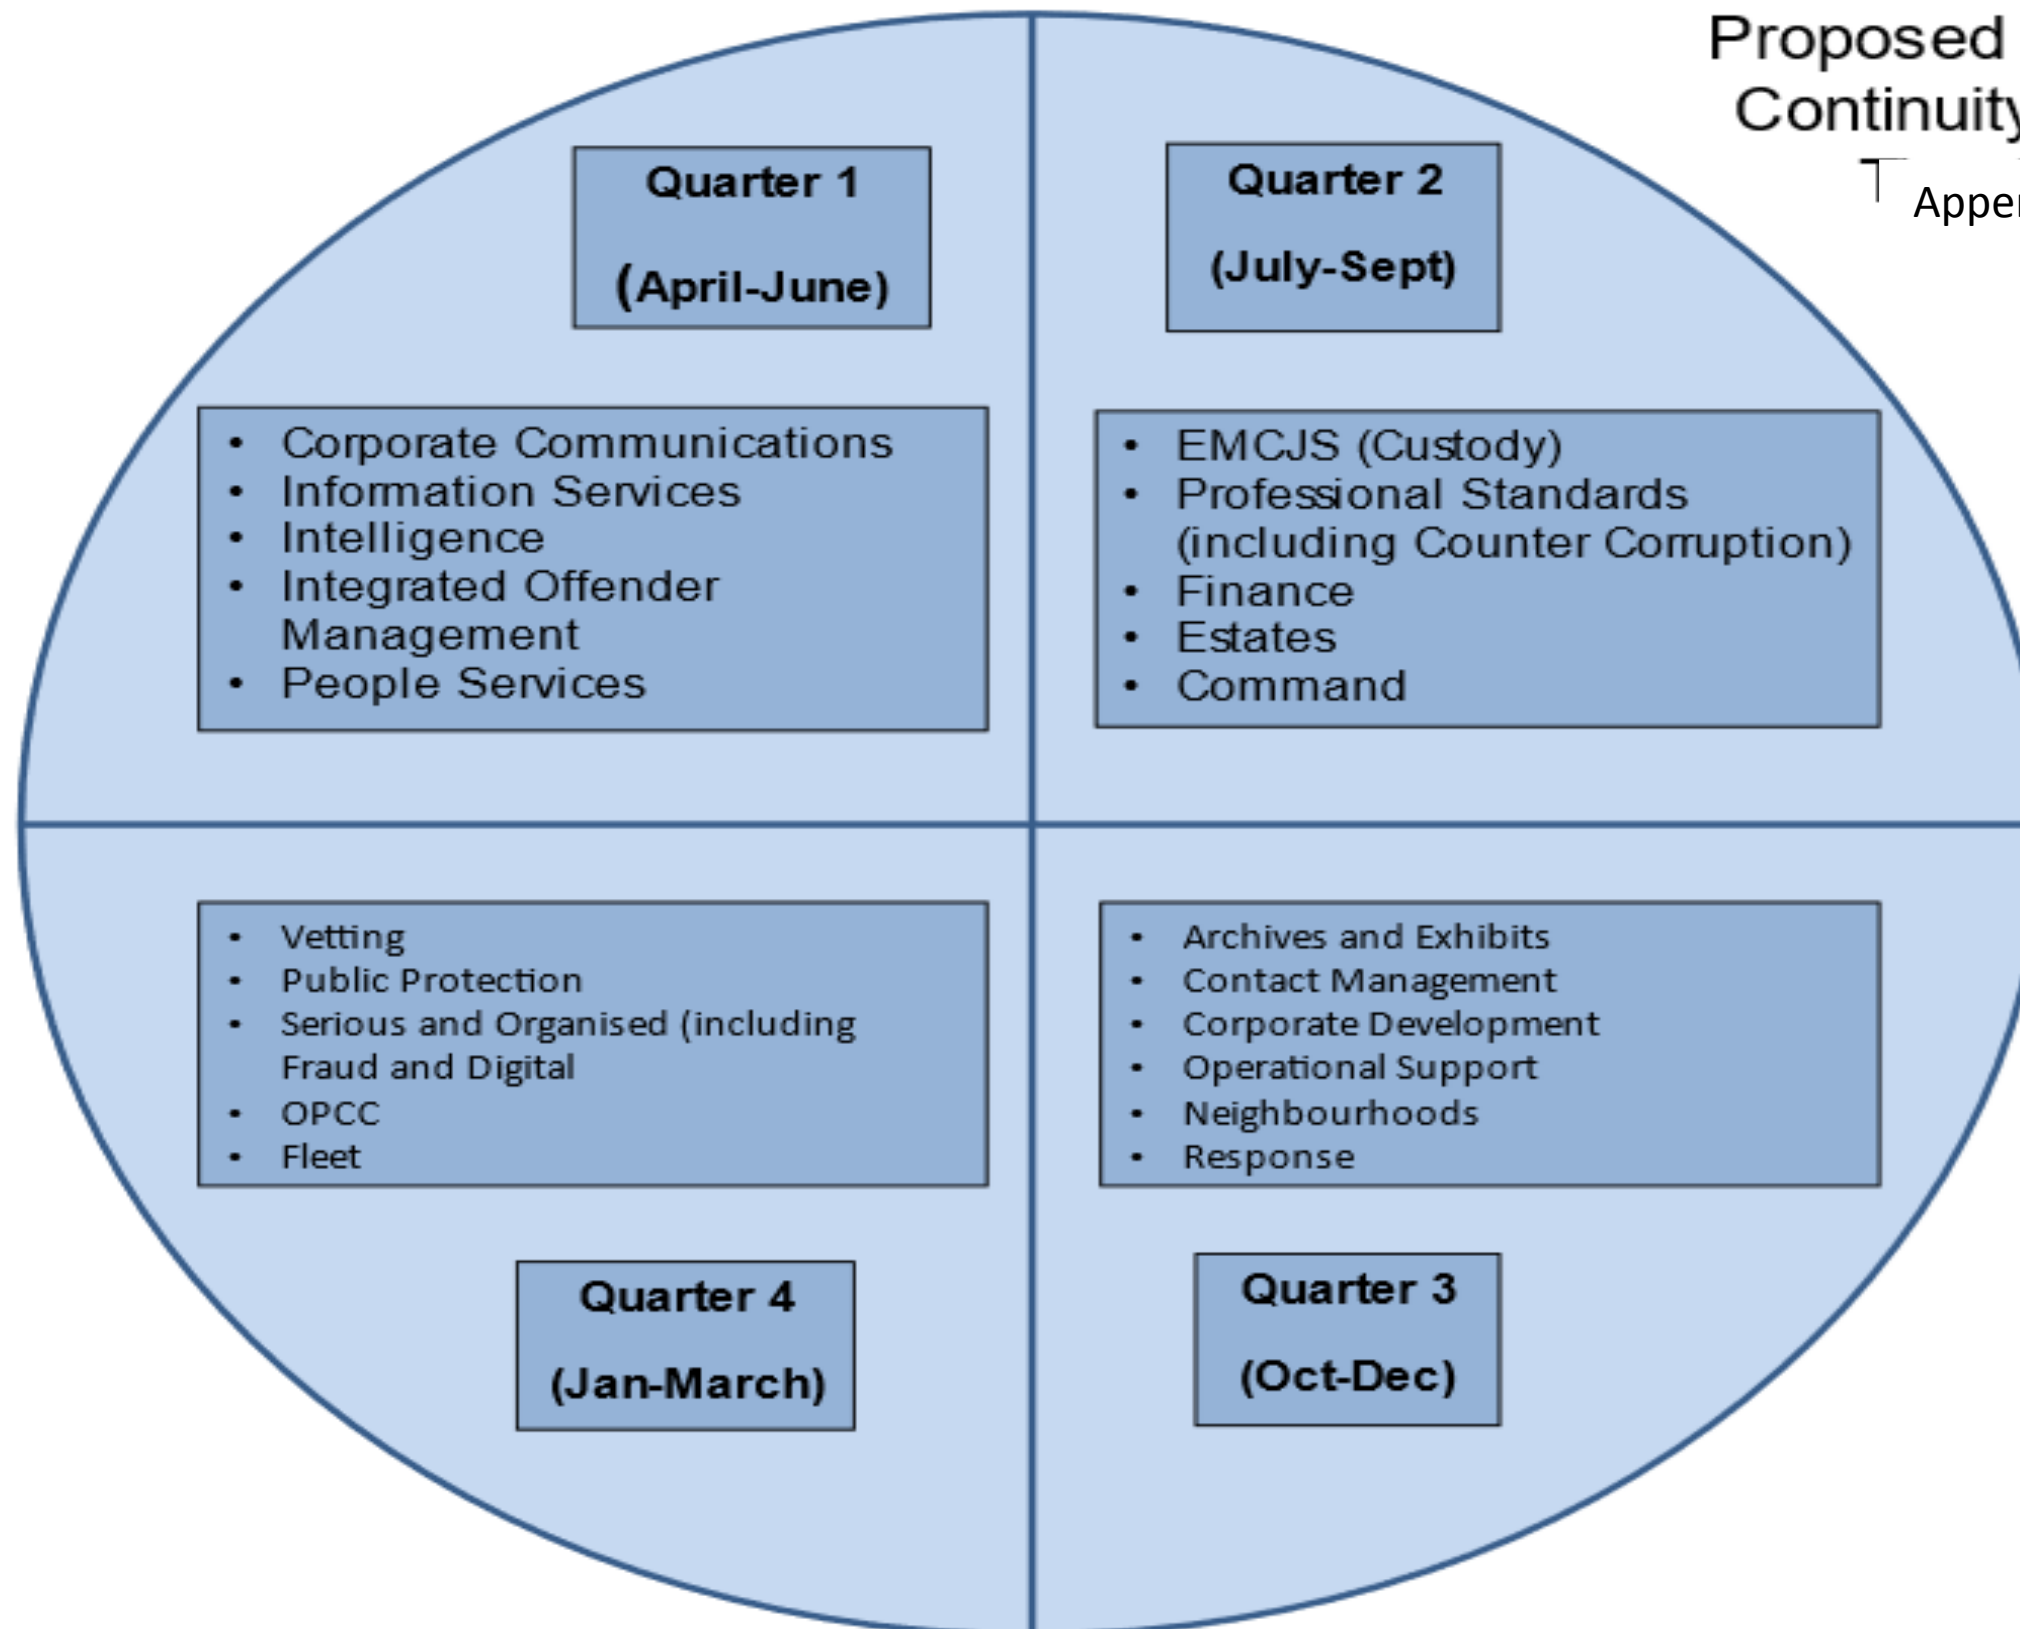 Proposed
Continuity
Quarter 1
(April-June)
• Corporate Communications
• Information Services
• Intelligence
• Integrated Offender
Management
• People Services
Quarter 2
(July-Sept)
• EMCJS (Custody)
• Professional Standards
(including Counter Corruption)
• Finance
• Estates
• Command
• Vetting
• Public Protection
• Serious and Organised (including
Fraud and Digital
• OPCC
• Fleet
Quarter 4
(Jan-March)
• Archives and Exhibits
• Contact Management
• Corporate Development
• Operational Support
• Neighbourhoods
• Response
Quarter 3
(Oct-Dec)